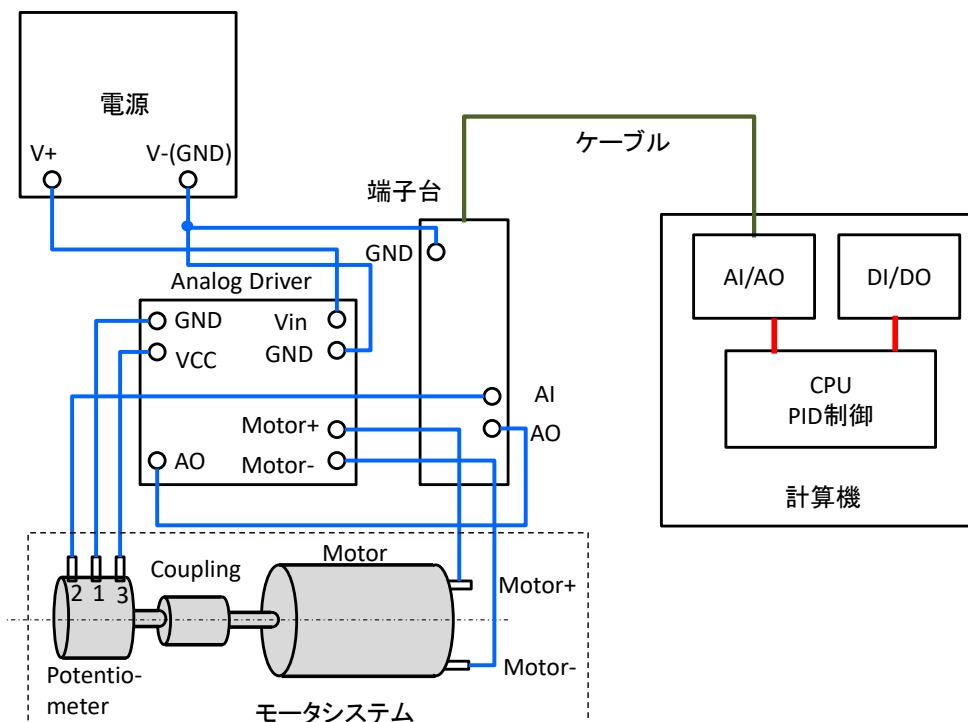 電源
V+
V-(GND)
ケーブル
端子台
GND
AI/AO
DI/DO
Analog Driver
GND
Vin
VCC
GND
CPU
PID制御
AI
Motor+
AO
AO
Motor-
計算機
Motor
Coupling
2
1
3
Motor+
Motor-
Potentio-
meter
モータシステム